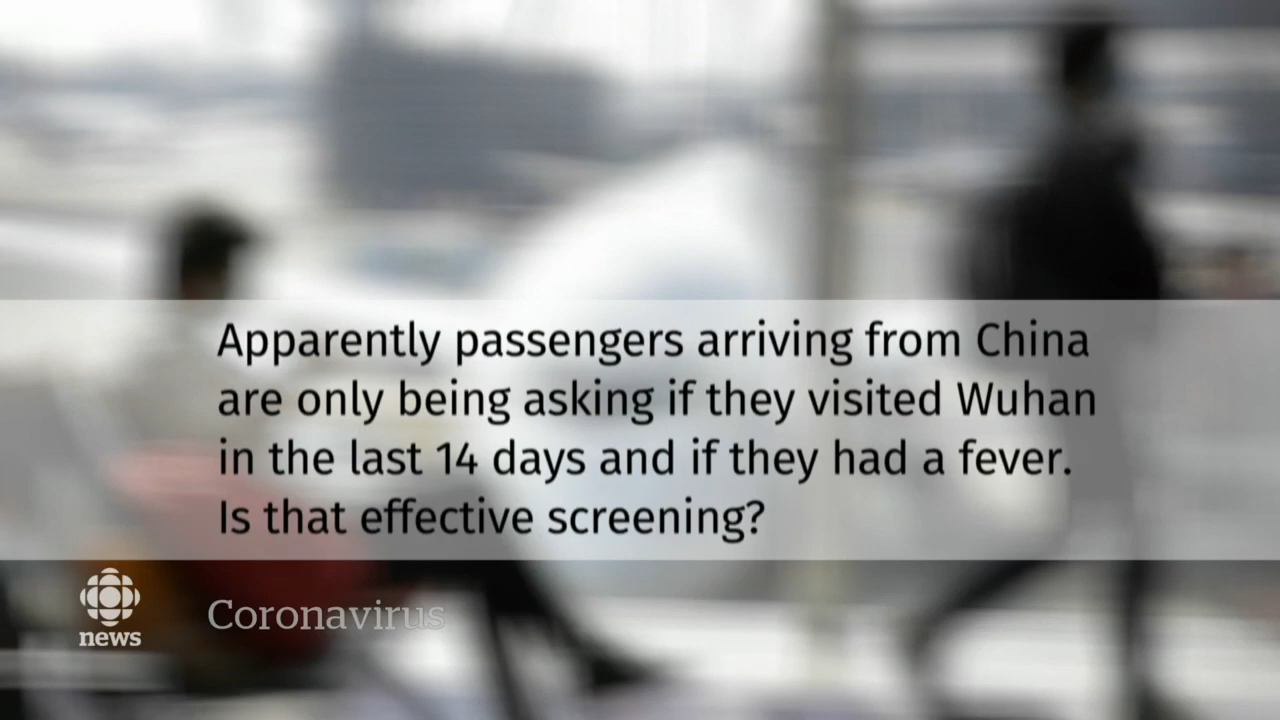 Apparently passengers arriving from China
are only being asking if they visited Wuhan
in the last 14 days and if they had a fever.
Is that effective screening?
Coronavirus
news